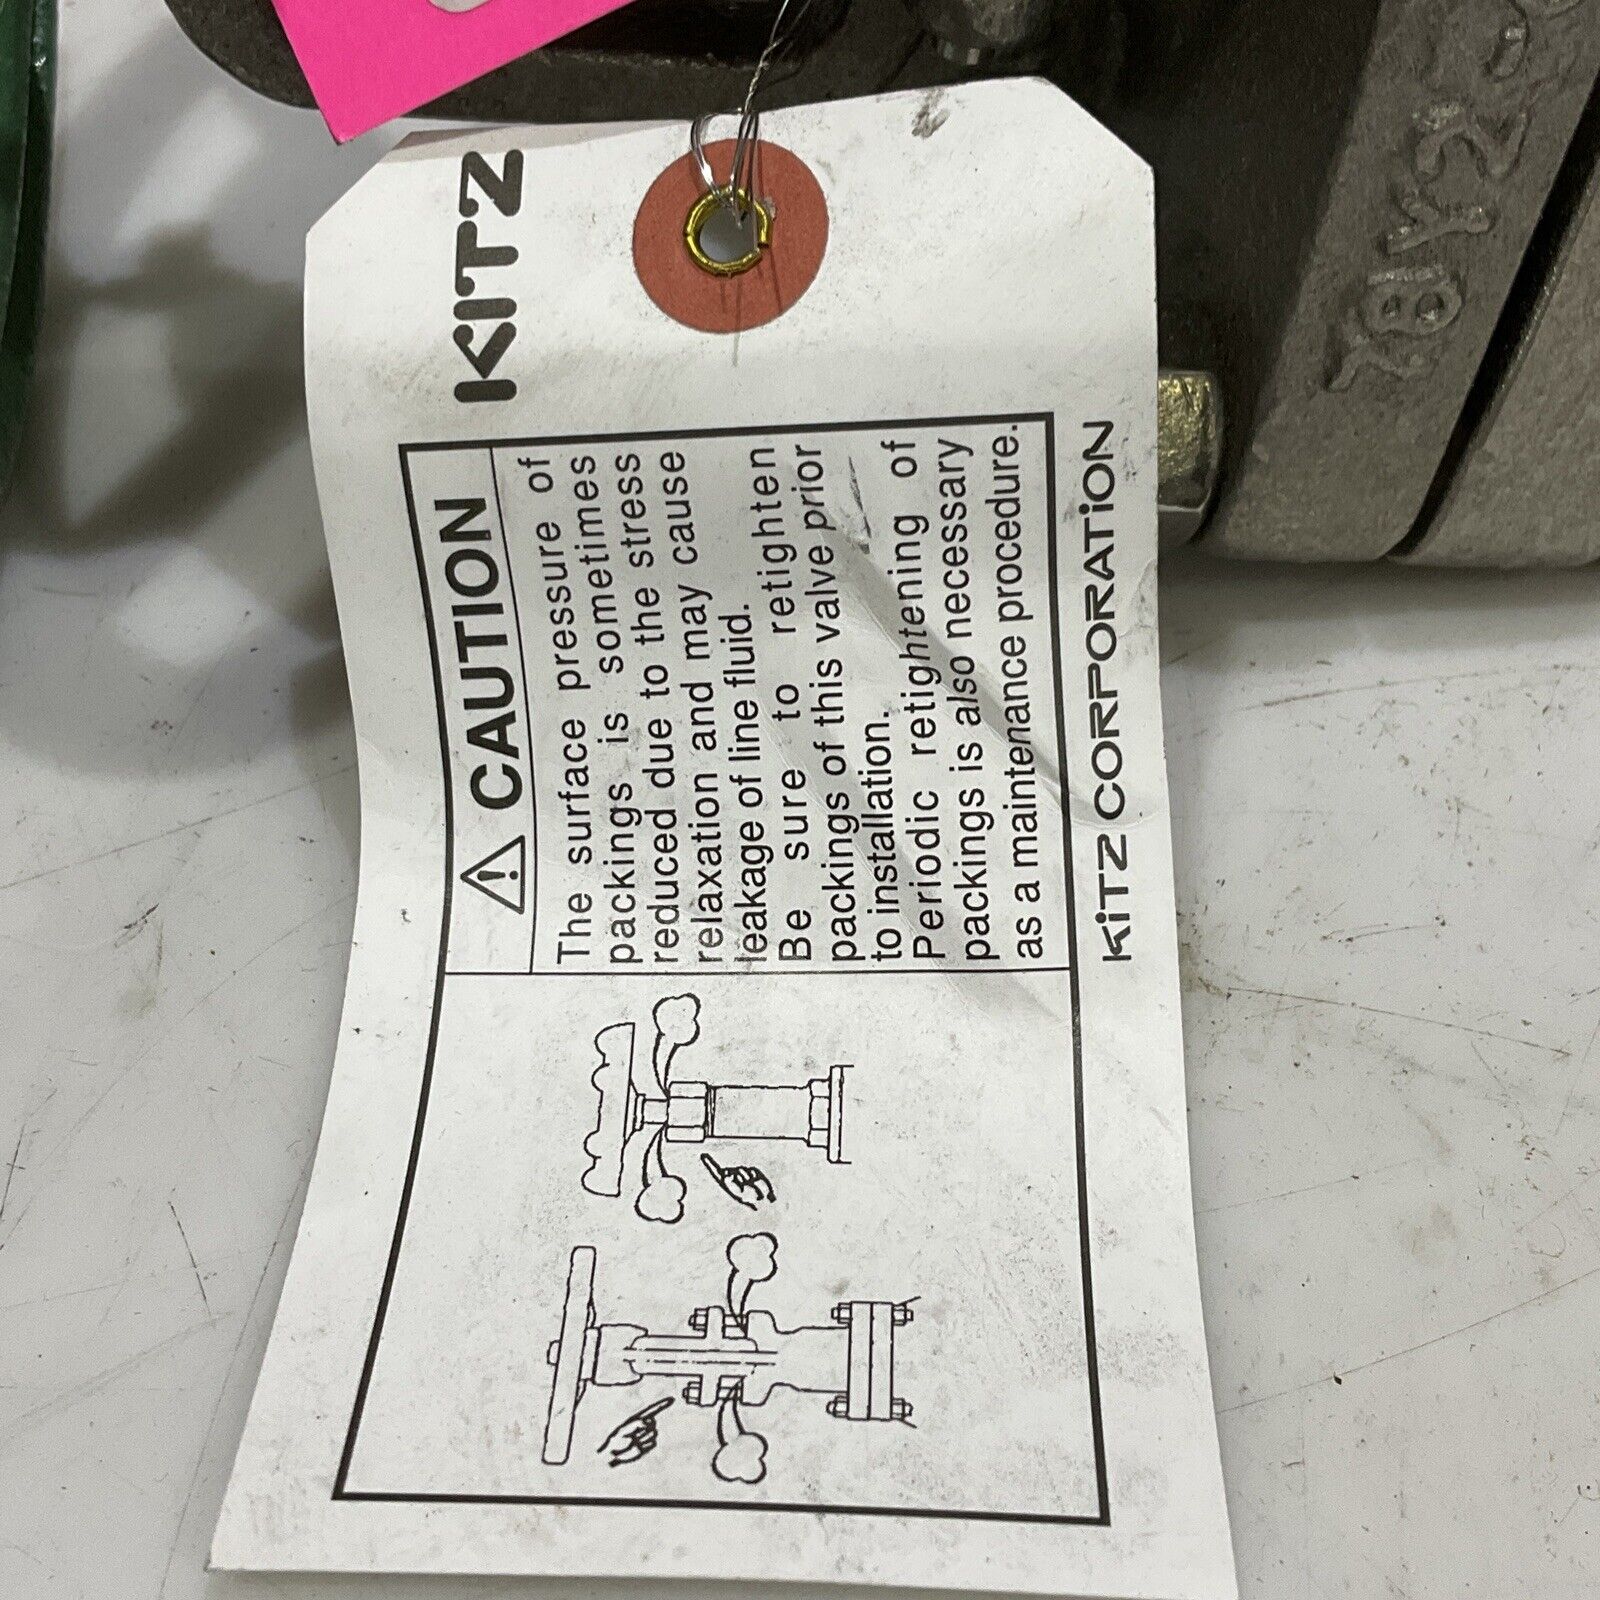 KITZ
⚠ CAUTION
The surface pressure of
packings is sometimes
reduced due to the stress
relaxation and may cause
leakage of line fluid.
Be sure to retighten
packings of this valve prior
to installation.
Periodic retightening of
packings is also necessary
as a maintenance procedure.
KITZ CORPORATION